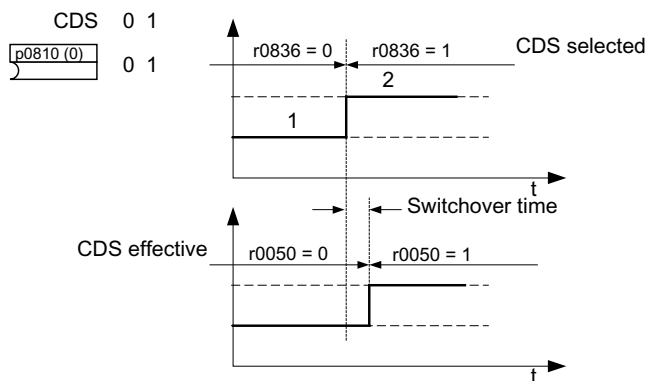 CDS 0 1
p0810 (0) 0 1
r0836 = 0 r0836 = 1
CDS selected
2
1
t
Switchover time
CDS effective
r0050 = 0 r0050 = 1
t